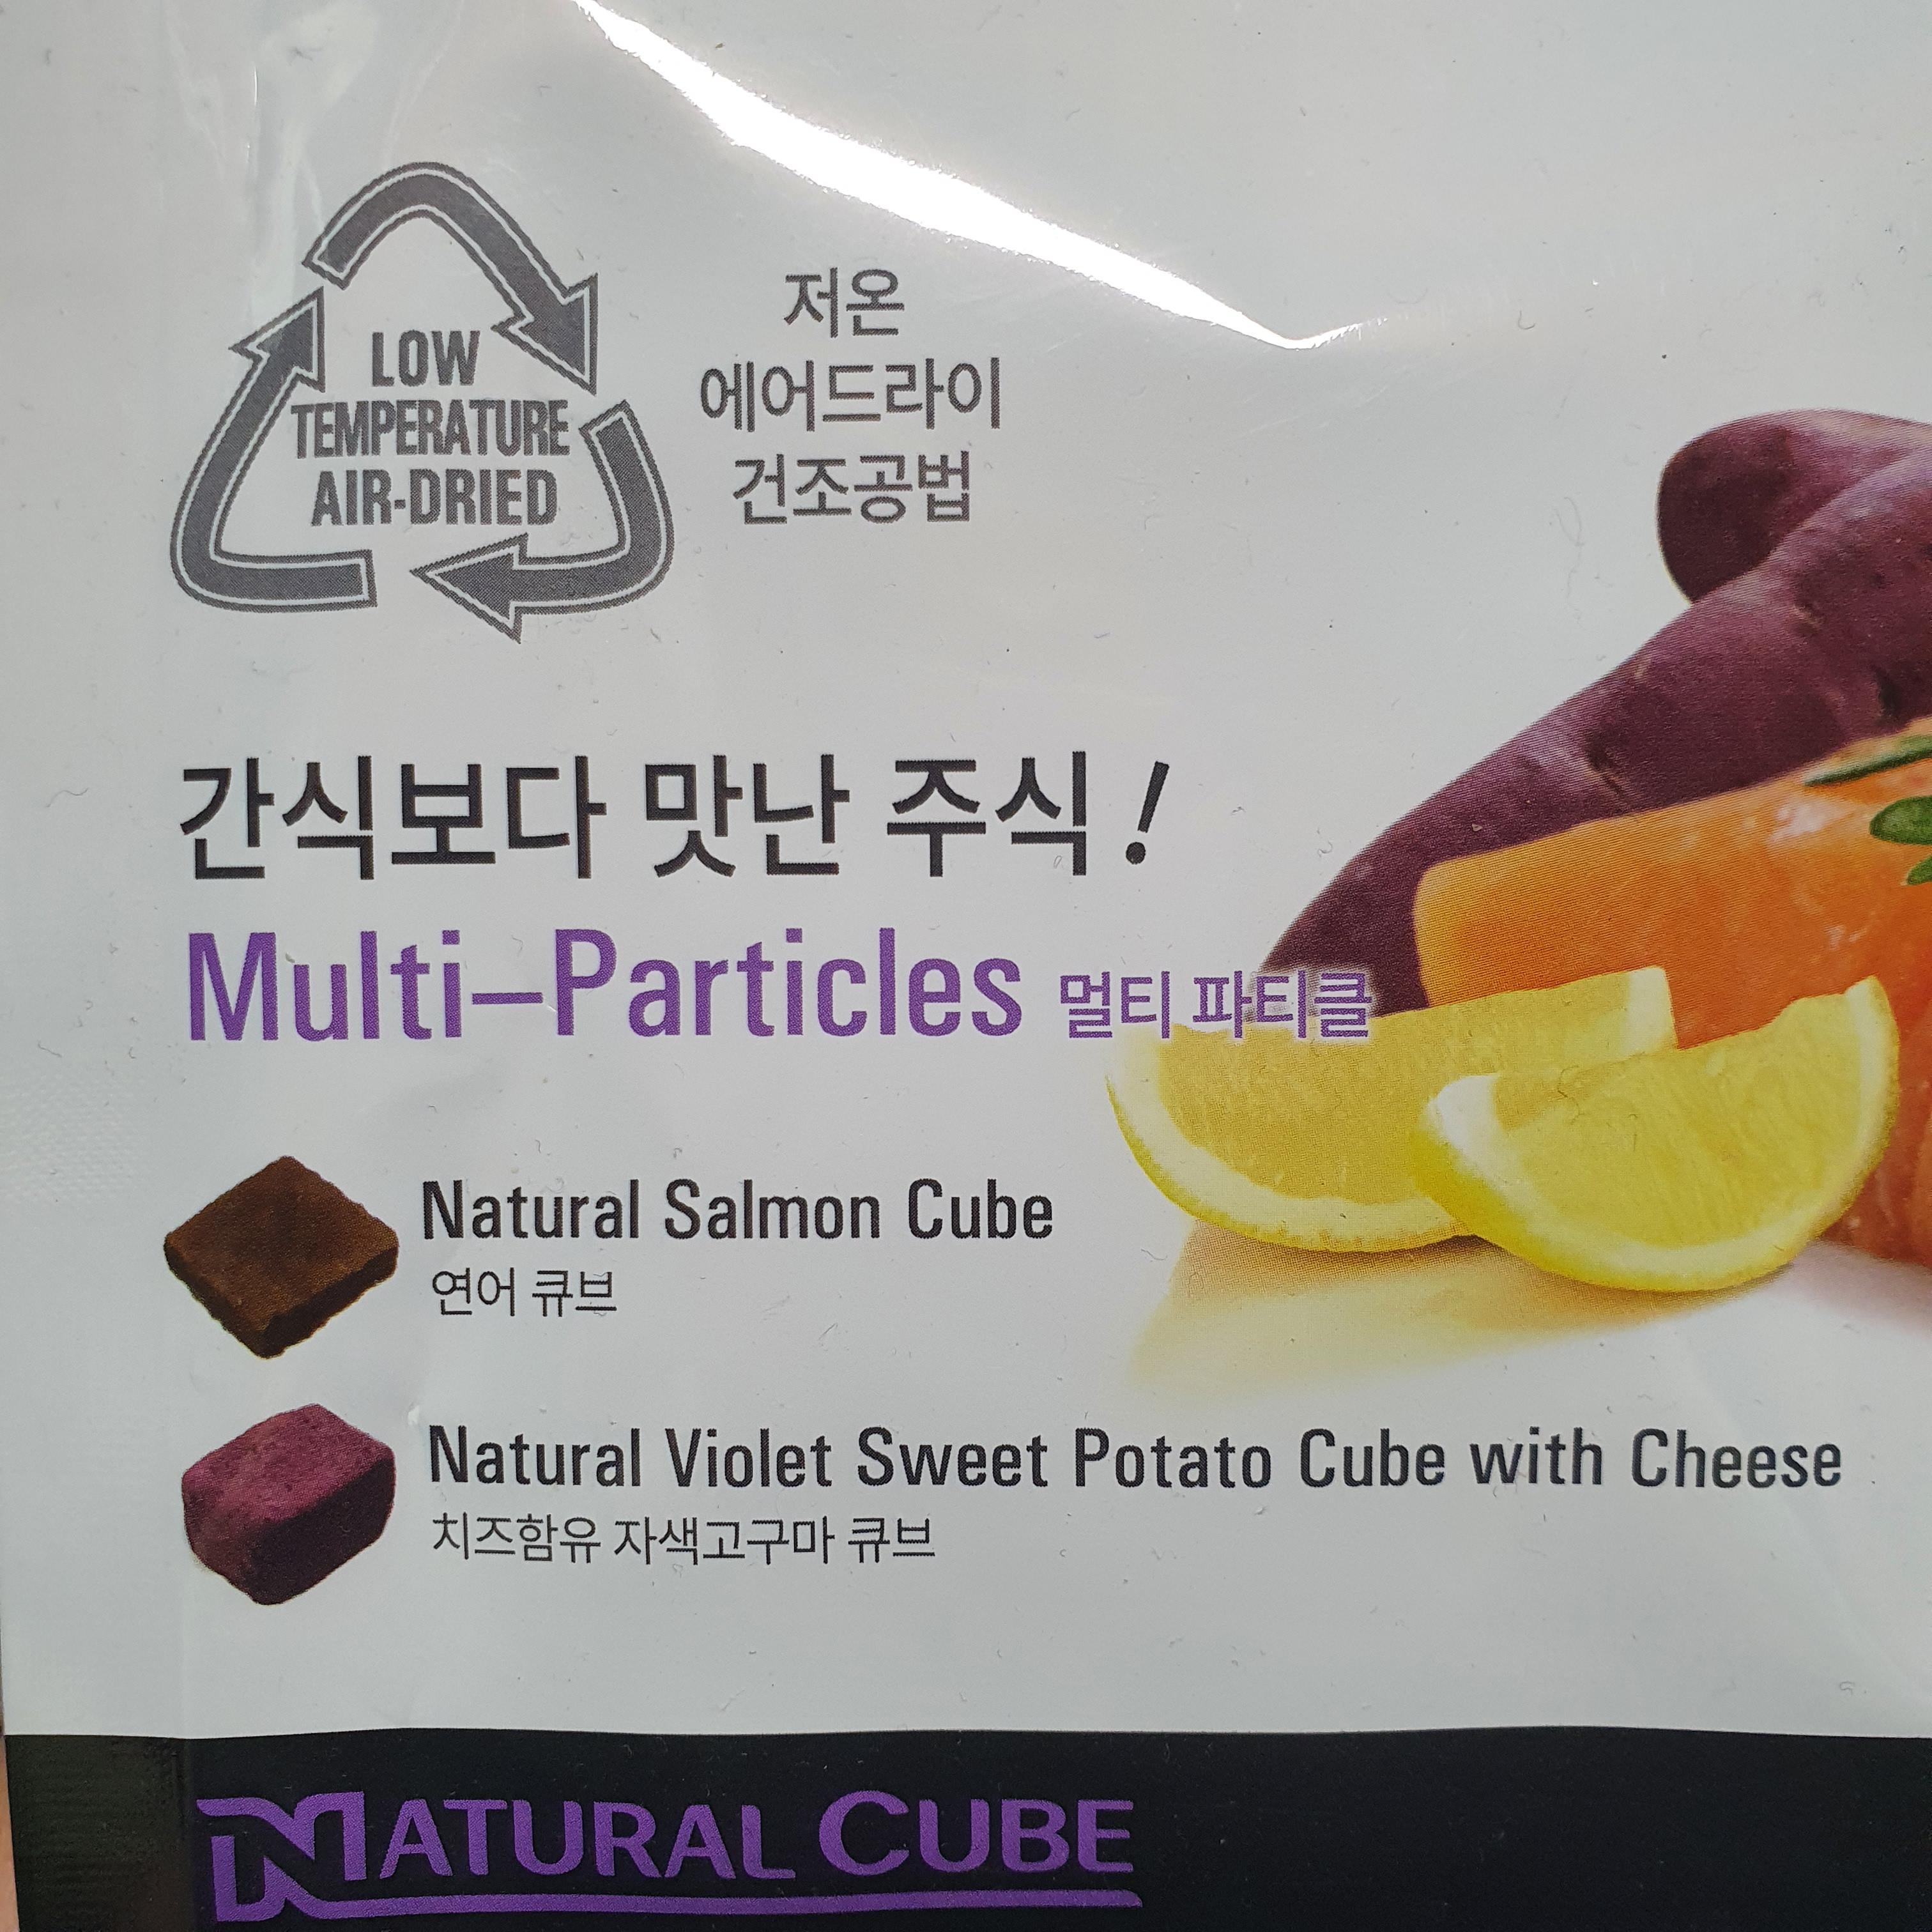 LOW
TEMPERATURE
AIR-DRIED
저온
에어드라이
건조공법
간식보다 맛난 주식!
Multi-Particles 멀티 파티클
Natural Salmon Cube
연어 큐브
Natural Violet Sweet Potato Cube with Cheese
치즈함유 자색고구마 큐브
NATURAL CUBE